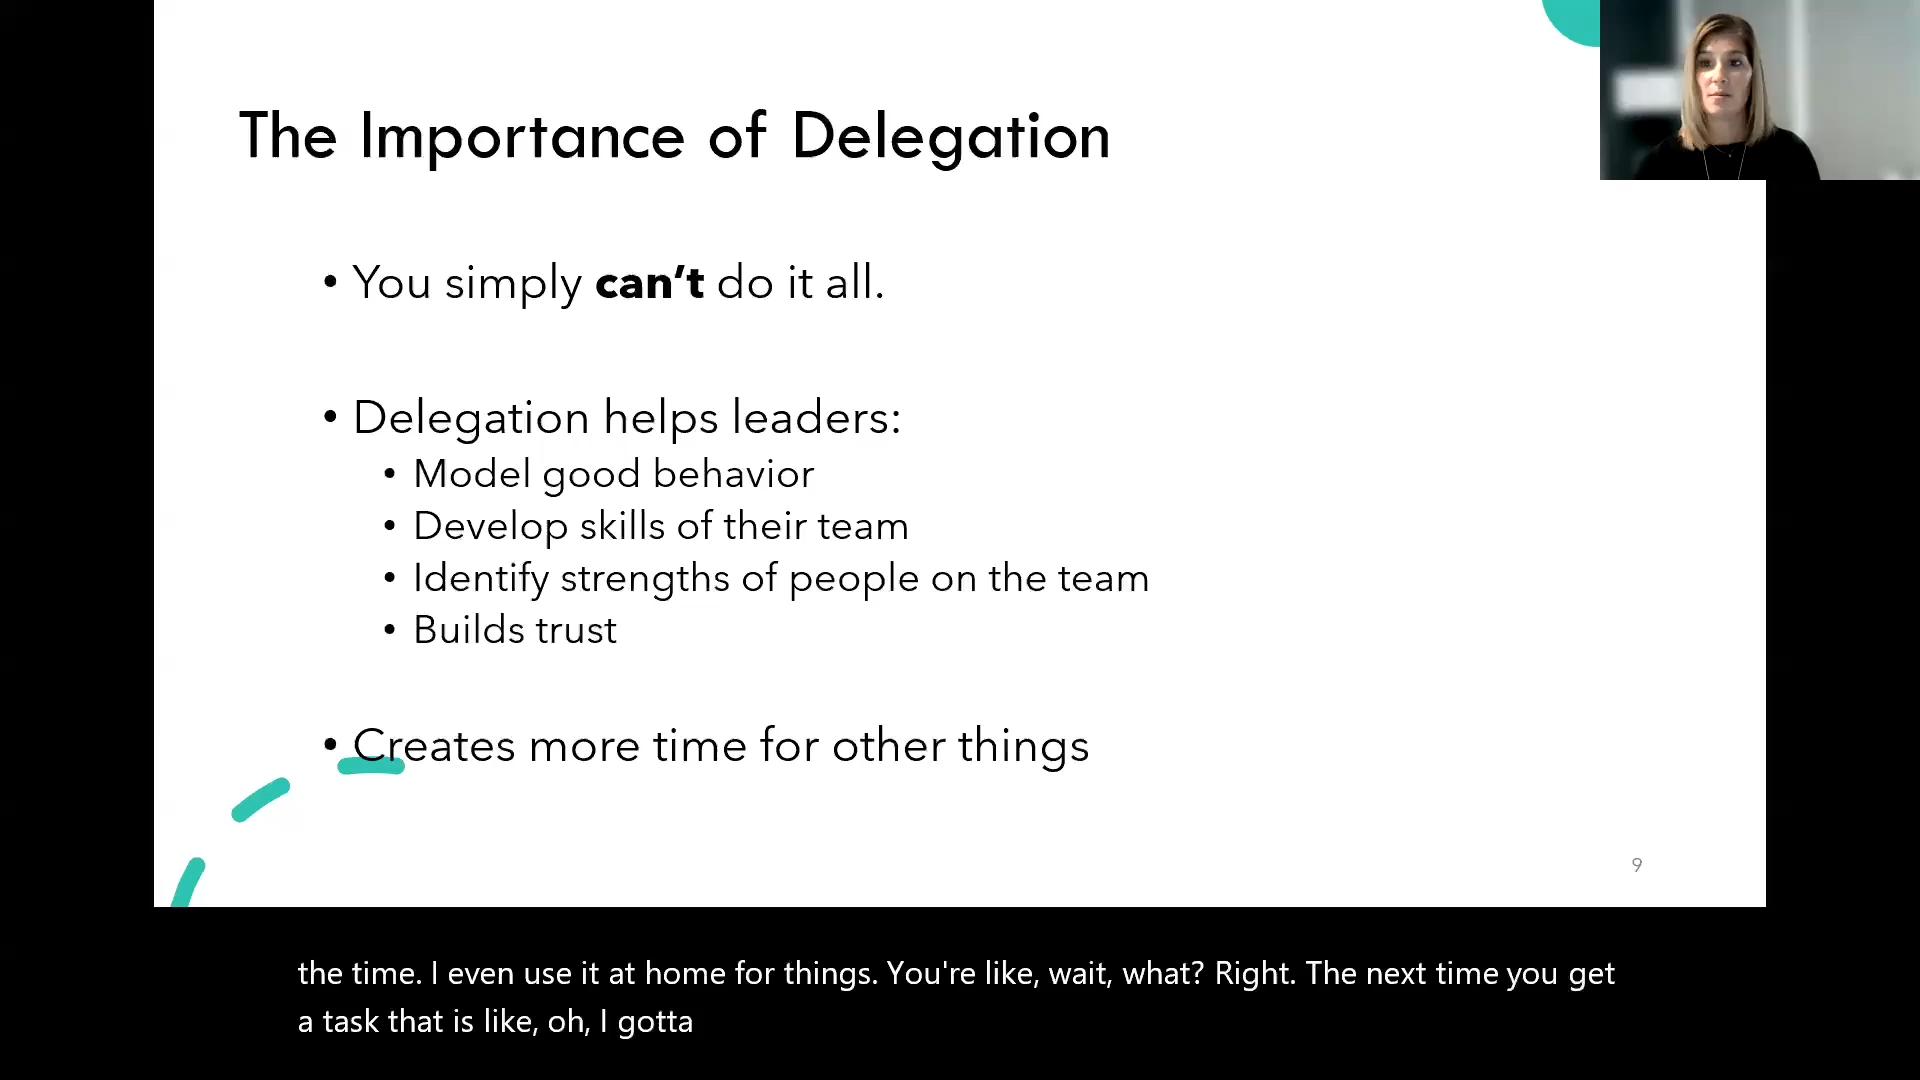 The Importance of Delegation
• You simply can’t do it all.
• Delegation helps leaders:
• Model good behavior
• Develop skills of their team
• Identify strengths of people on the team
• Builds trust
• Creates more time for other things
9
the time. I even use it at home for things. You're like, wait, what? Right. The next time you get
a task that is like, oh, I gotta